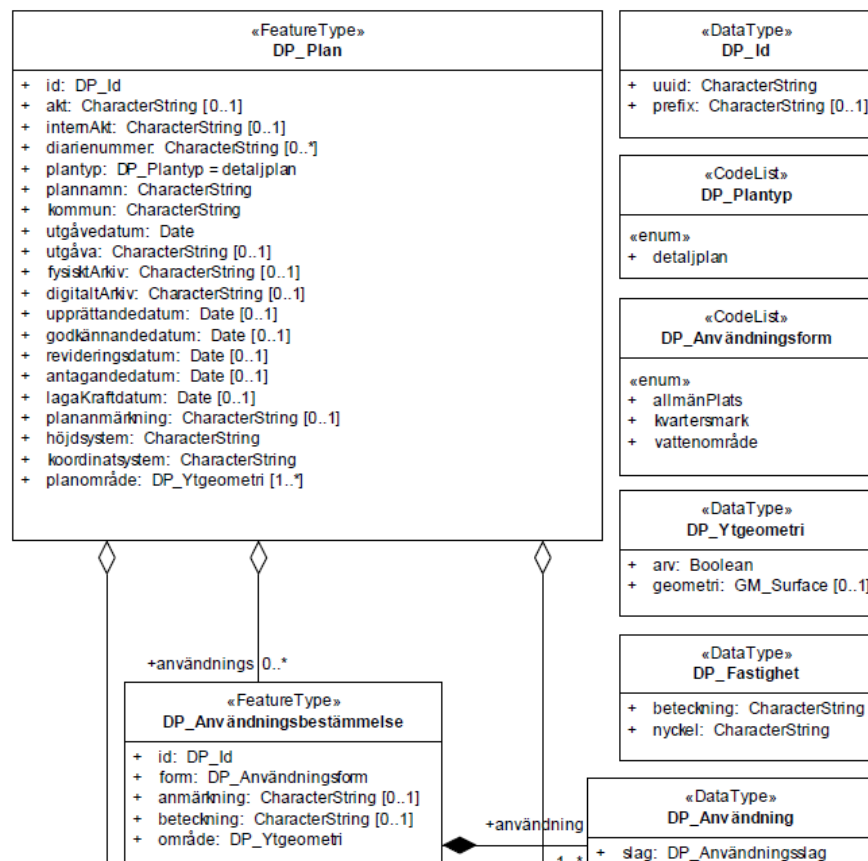 «FeatureType»
DP_Plan
+ id: DP_Id
+ akt: CharacterString [0..1]
+ internAkt: CharacterString [0..1]
+ diarienummer: CharacterString [0..*]
+ plantyp: DP_Plantyp = detaljplan
+ plannamn: CharacterString
+ kommun: CharacterString
+ utgåvedatum: Date
+ utgåva: CharacterString [0..1]
+ fysisktArkiv: CharacterString [0..1]
+ digitaltArkiv: CharacterString [0..1]
+ upprättandedatum: Date [0..1]
+ godkännandedatum: Date [0..1]
+ revideringsdatum: Date [0..1]
+ antagandedatum: Date [0..1]
+ lagaKraftdatum: Date [0..1]
+ plananmärkning: CharacterString [0..1]
+ höjdsystem: CharacterString
+ koordinatsystem: CharacterString
+ planområde: DP_Ytgeometri [1..*]
«DataType»
DP_Id
+ uuid: CharacterString
+ prefix: CharacterString [0..1]
«CodeList»
DP_Plantyp
«enum»
+ detaljplan
«CodeList»
DP_Användningsform
«enum»
+ allmänPlats
+ kvartersmark
+ vattenområde
«DataType»
DP_Ytgeometri
+ arv: Boolean
+ geometri: GM_Surface [0..1]
«DataType»
DP_Fastighet
+ beteckning: CharacterString
+ nyckel: CharacterString
+användnings 0..*
«FeatureType»
DP_Användningsbestämmelse
+ id: DP_Id
+ form: DP_Användningsform
+ anmärkning: CharacterString [0..1]
+ beteckning: CharacterString [0..1]
+ område: DP_Ytgeometri
+användning
1..*
«DataType»
DP_Användning
+ slag: DP_Användningsslag